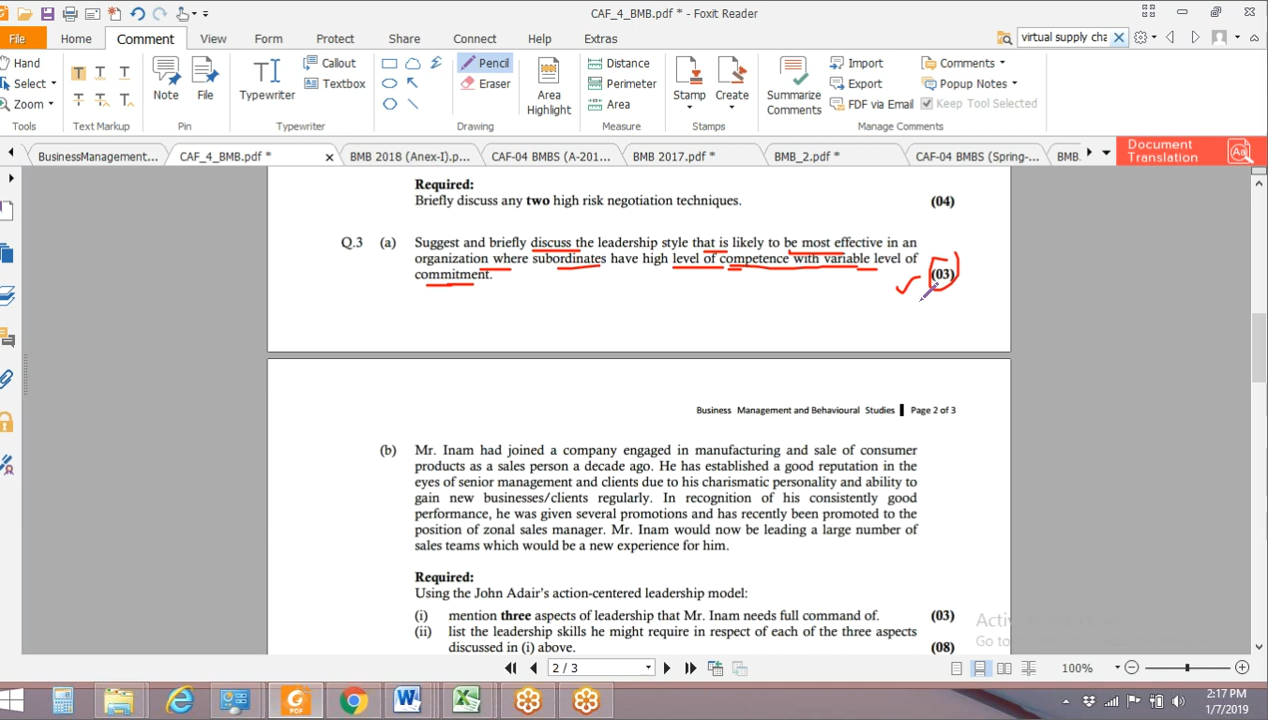 CAF_4_BMB.pdf * - Foxit Reader
File Home Comment View Form Protect Share Connect Help Extras virtual supply cha
Hand
Select
Zoom
Tools
Text Markup
Note
File
Pin
Typewriter
Callout
Textbox
Typewriter
Pencil
Eraser
Drawing
Area Highlight
Distance
Perimeter
Area
Measure
Stamp
Create
Stamps
Summarize Comments
Import
Export
FDF via Email
Comments
Popup Notes
Keep Tool Selected
Manage Comments
BusinessManagement... CAF_4_BMB.pdf * BMB 2018 (Anex-I).p... CAF-04 BMBS (A-201... BMB 2017.pdf * BMB_2.pdf * CAF-04 BMBS (Spring-... BMB.
Document Translation
Required:
Briefly discuss any two high risk negotiation techniques. (04)
Q.3 (a) Suggest and briefly discuss the leadership style that is likely to be most effective in an
organization where subordinates have high level of competence with variable level of
commitment. (03)
Business Management and Behavioural Studies Page 2 of 3
(b) Mr. Inam had joined a company engaged in manufacturing and sale of consumer
products as a sales person a decade ago. He has established a good reputation in the
eyes of senior management and clients due to his charismatic personality and ability to
gain new businesses/clients regularly. In recognition of his consistently good
performance, he was given several promotions and has recently been promoted to the
position of zonal sales manager. Mr. Inam would now be leading a large number of
sales teams which would be a new experience for him.
Required:
Using the John Adair's action-centered leadership model:
(i) mention three aspects of leadership that Mr. Inam needs full command of. (03)
(ii) list the leadership skills he might require in respect of each of the three aspects
discussed in (i) above. (08)
Activ
Go to
2 / 3
100%
2:17 PM
1/7/2019